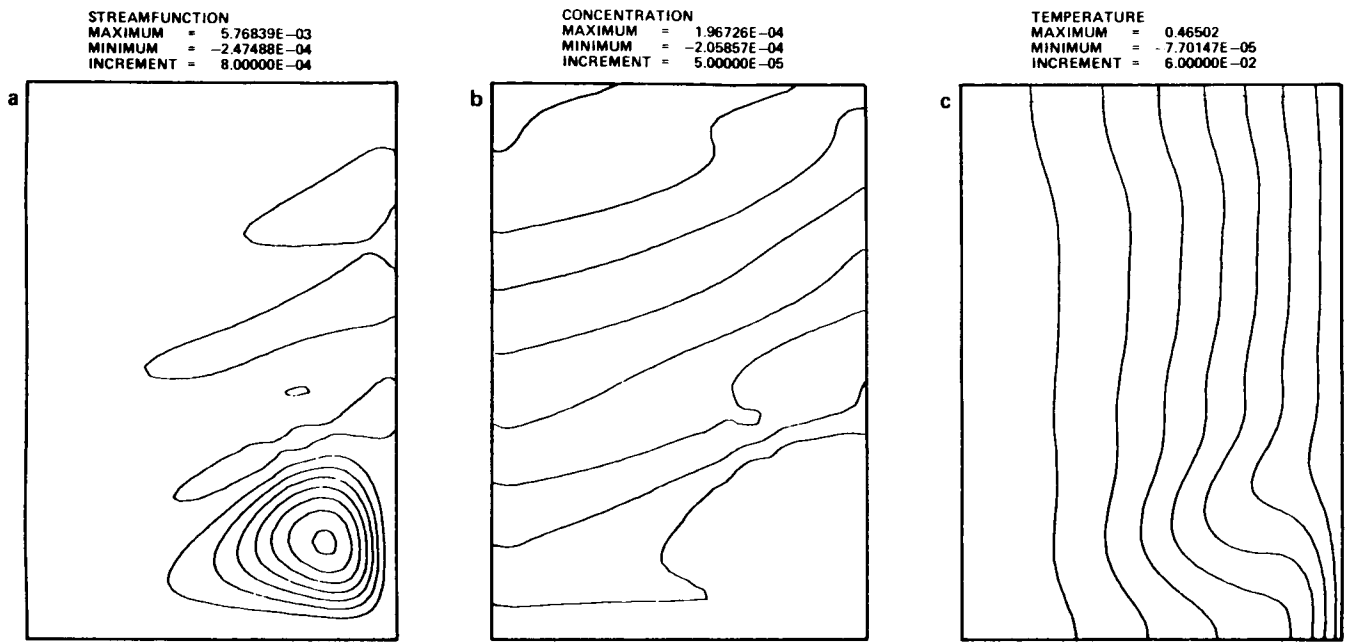 STREAMFUNCTION
MAXIMUM = 5.76839E-03
MINIMUM = -2.47488E-04
INCREMENT = 8.00000E-04
a
CONCENTRATION
MAXIMUM = 1.96726E-04
MINIMUM = -2.05857E-04
INCREMENT = 5.00000E-05
b
TEMPERATURE
MAXIMUM = 0.46502
MINIMUM = -7.70147E-05
INCREMENT = 6.00000E-02
c